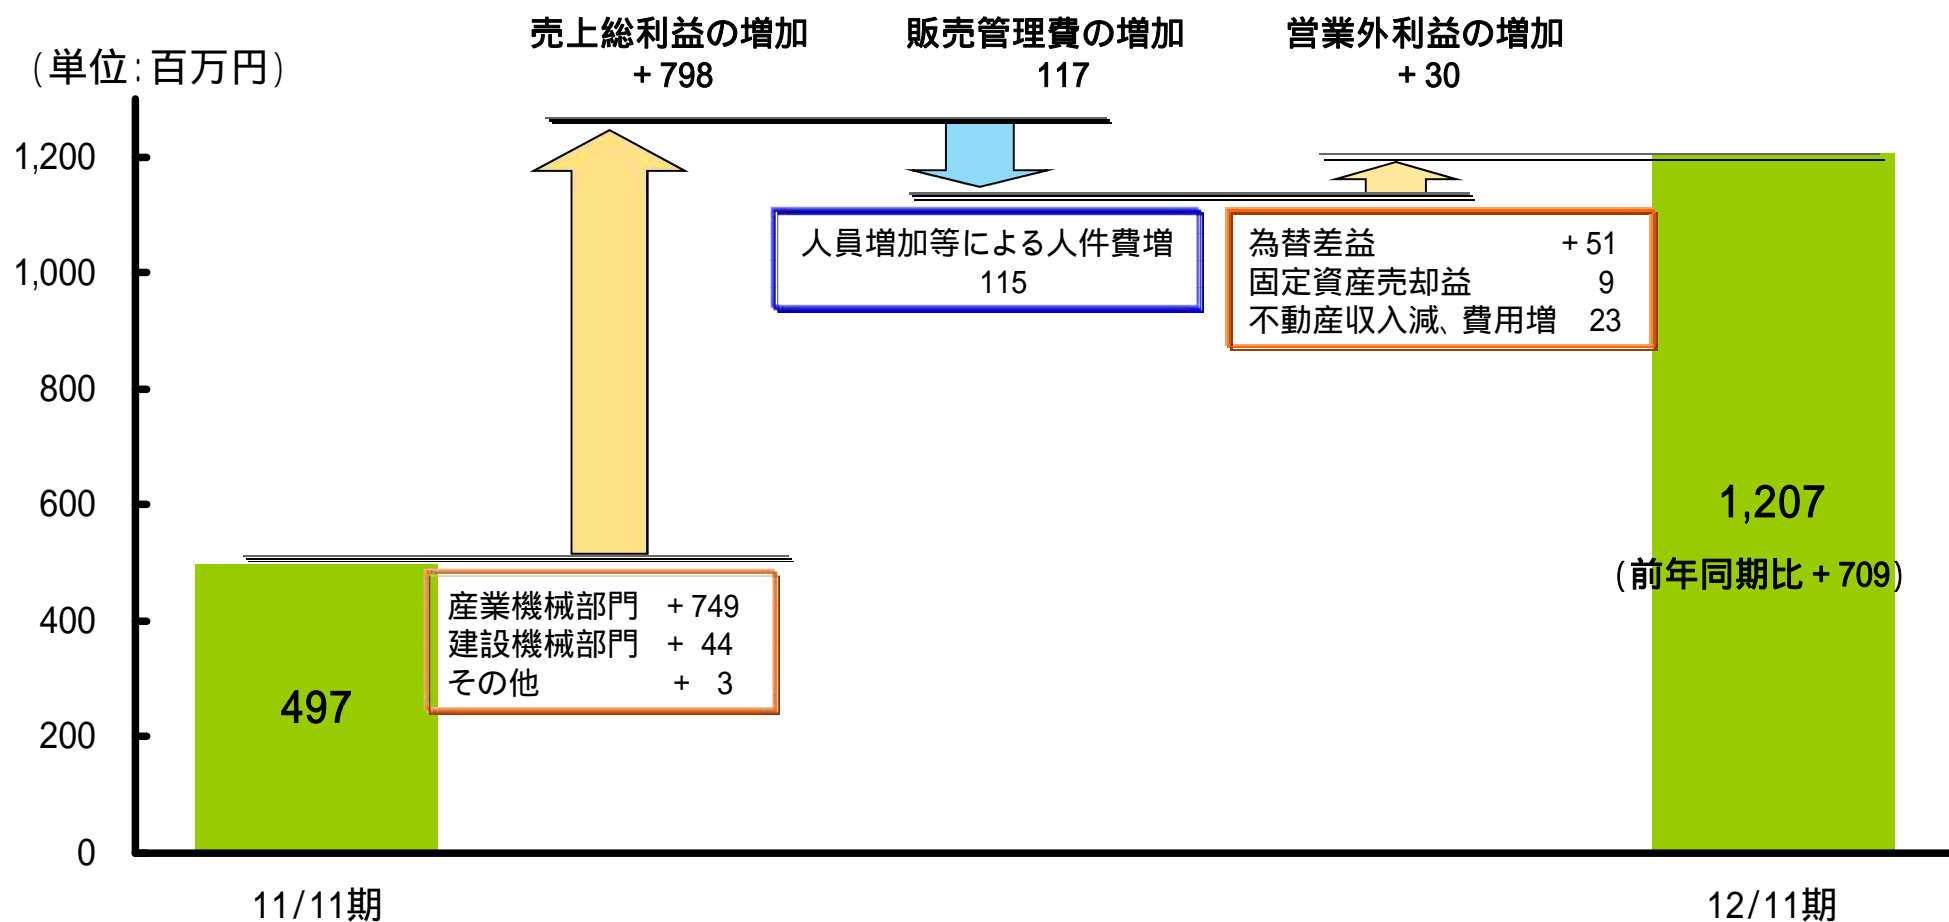 (単位:百万円)
売上総利益の増加
+798
販売管理費の増加
117
営業外利益の増加
+30
1,200
1,000
800
600
400
200
0
人員増加等による人件費増
115
為替差益 +51
固定資産売却益 9
不動産収入減、費用増 23
産業機械部門 +749
建設機械部門 + 44
その他 + 3
497
1,207
(前年同期比+709)
11/11期
12/11期